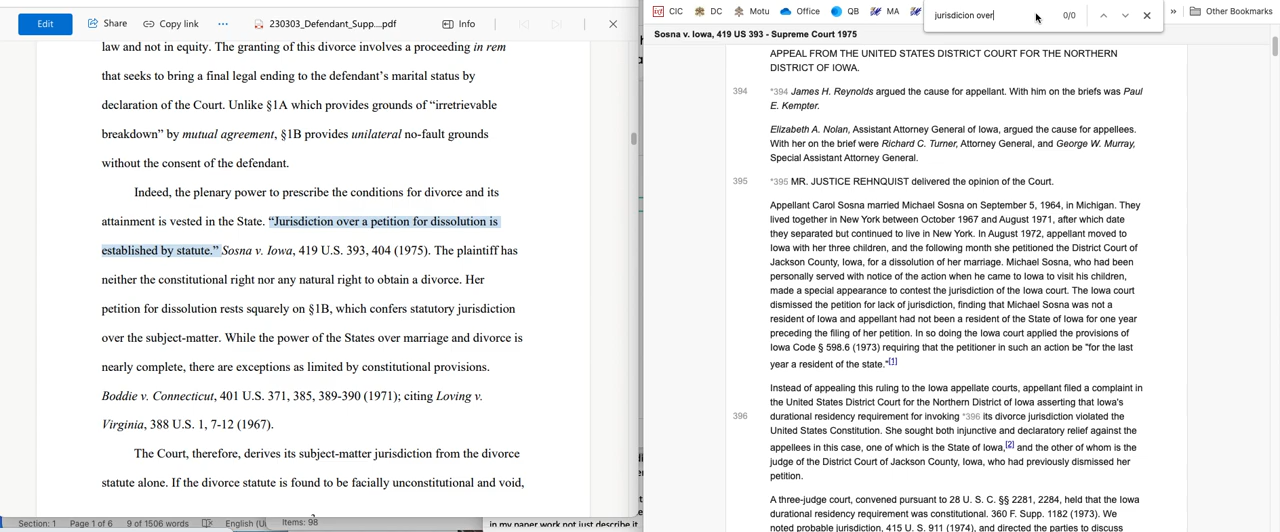 Edit Share Copy link ... 230303_Defendant_Supp...pdf Info
law and not in equity. The granting of this divorce involves a proceeding in rem
that seeks to bring a final legal ending to the defendant's marital status by
declaration of the Court. Unlike §1A which provides grounds of “irretrievable
breakdown” by mutual agreement, §1B provides unilateral no-fault grounds
without the consent of the defendant.
Indeed, the plenary power to prescribe the conditions for divorce and its
attainment is vested in the State. “Jurisdiction over a petition for dissolution is
established by statute.” Sosna v. Iowa, 419 U.S. 393, 404 (1975). The plaintiff has
neither the constitutional right nor any natural right to obtain a divorce. Her
petition for dissolution rests squarely on §1B, which confers statutory jurisdiction
over the subject-matter. While the power of the States over marriage and divorce is
nearly complete, there are exceptions as limited by constitutional provisions.
Boddie v. Connecticut, 401 U.S. 371, 385, 389-390 (1971); citing Loving v.
Virginia, 388 U.S. 1, 7-12 (1967).
The Court, therefore, derives its subject-matter jurisdiction from the divorce
statute alone. If the divorce statute is found to be facially unconstitutional and void,
Section: 1 Page 1 of 6 9 of 1506 words English (U Items: 98 in my paper work not just describe it
CIC DC Motu Office QB MA jurisdicion over 0/0 » Other Bookmarks
Sosna v. Iowa, 419 US 393 - Supreme Court 1975
APPEAL FROM THE UNITED STATES DISTRICT COURT FOR THE NORTHERN
DISTRICT OF IOWA.
394 *394 James H. Reynolds argued the cause for appellant. With him on the briefs was Paul
E. Kempter.
Elizabeth A. Nolan, Assistant Attorney General of Iowa, argued the cause for appellees.
With her on the brief were Richard C. Turner, Attorney General, and George W. Murray,
Special Assistant Attorney General.
395 *395 MR. JUSTICE REHNQUIST delivered the opinion of the Court.
Appellant Carol Sosna married Michael Sosna on September 5, 1964, in Michigan. They
lived together in New York between October 1967 and August 1971, after which date
they separated but continued to live in New York. In August 1972, appellant moved to
Iowa with her three children, and the following month she petitioned the District Court of
Jackson County, Iowa, for a dissolution of her marriage. Michael Sosna, who had been
personally served with notice of the action when he came to Iowa to visit his children,
made a special appearance to contest the jurisdiction of the Iowa court. The Iowa court
dismissed the petition for lack of jurisdiction, finding that Michael Sosna was not a
resident of Iowa and appellant had not been a resident of the State of Iowa for one year
preceding the filing of her petition. In so doing the Iowa court applied the provisions of
Iowa Code § 598.6 (1973) requiring that the petitioner in such an action be "for the last
year a resident of the state."[1]
Instead of appealing this ruling to the Iowa appellate courts, appellant filed a complaint in
the United States District Court for the Northern District of Iowa asserting that Iowa's
396 durational residency requirement for invoking *396 its divorce jurisdiction violated the
United States Constitution. She sought both injunctive and declaratory relief against the
appellees in this case, one of which is the State of Iowa,[2] and the other of whom is the
judge of the District Court of Jackson County, Iowa, who had previously dismissed her
petition.
A three-judge court, convened pursuant to 28 U. S. C. §§ 2281, 2284, held that the Iowa
durational residency requirement was constitutional. 360 F. Supp. 1182 (1973). We
noted probable jurisdiction, 415 U. S. 911 (1974), and directed the parties to discuss